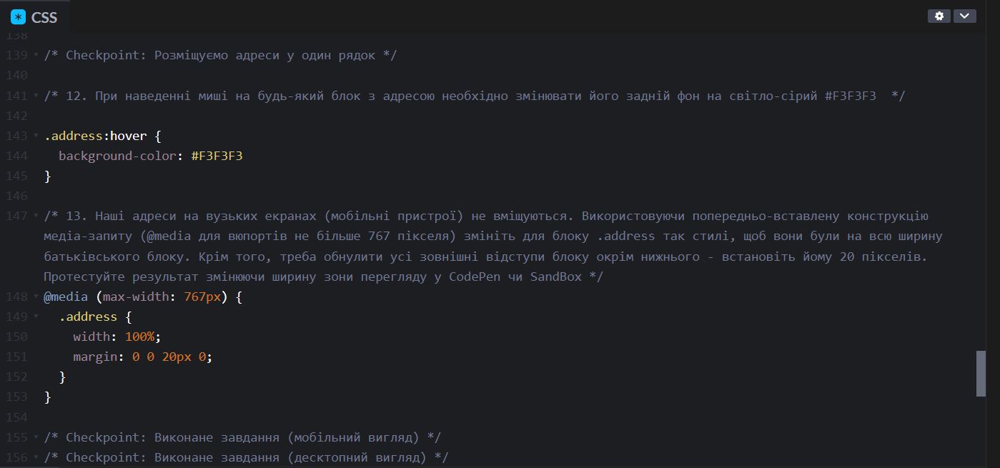 * CSS
138
139 /* Checkpoint: Розміщуємо адреси у один рядок */
140
141 /* 12. При наведенні миші на будь-який блок з адресою необхідно змінювати його задній фон на світло-сірий #F3F3F3  */
142
143 .address:hover {
144   background-color: #F3F3F3
145 }
146
147 /* 13. Наші адреси на вузьких екранах (мобільні пристрої) не вміщуються. Використовуючи попередньо-вставлену конструкцію
медіа-запиту (@media для вюпортів не більше 767 пікселя) змініть для блоку .address так стилі, щоб вони були на всю ширину
батьківського блоку. Крім того, треба обнулити усі зовнішні відступи блоку окрім нижнього - встановіть йому 20 пікселів.
Протестуйте результат змінюючи ширину зони перегляду у CodePen чи SandBox */
148 @media (max-width: 767px) {
149   .address {
150     width: 100%;
151     margin: 0 0 20px 0;
152   }
153 }
154
155 /* Checkpoint: Виконане завдання (мобільний вигляд) */
156 /* Checkpoint: Виконане завдання (десктопний вигляд) */